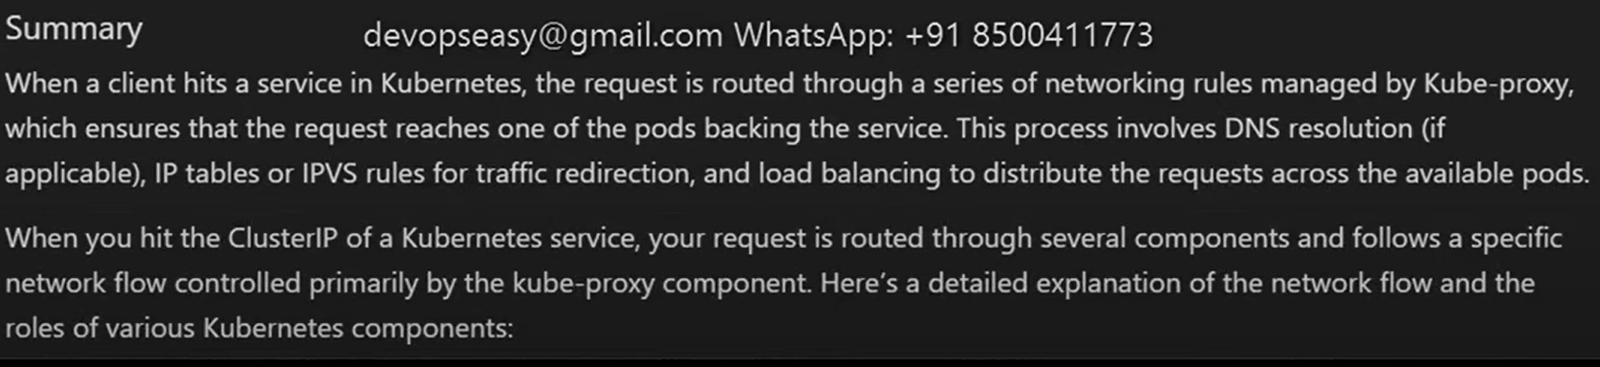 Summary
devopseasy@gmail.com WhatsApp: +91 8500411773
When a client hits a service in Kubernetes, the request is routed through a series of networking rules managed by Kube-proxy,
which ensures that the request reaches one of the pods backing the service. This process involves DNS resolution (if
applicable), IP tables or IPVS rules for traffic redirection, and load balancing to distribute the requests across the available pods.
When you hit the ClusterIP of a Kubernetes service, your request is routed through several components and follows a specific
network flow controlled primarily by the kube-proxy component. Here’s a detailed explanation of the network flow and the
roles of various Kubernetes components: